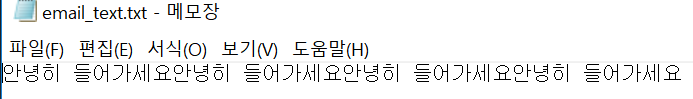 email_text.txt - 메모장
파일(F) 편집(E) 서식(O) 보기(V) 도움말(H)
안녕히 들어가세요안녕히 들어가세요안녕히 들어가세요안녕히 들어가세요